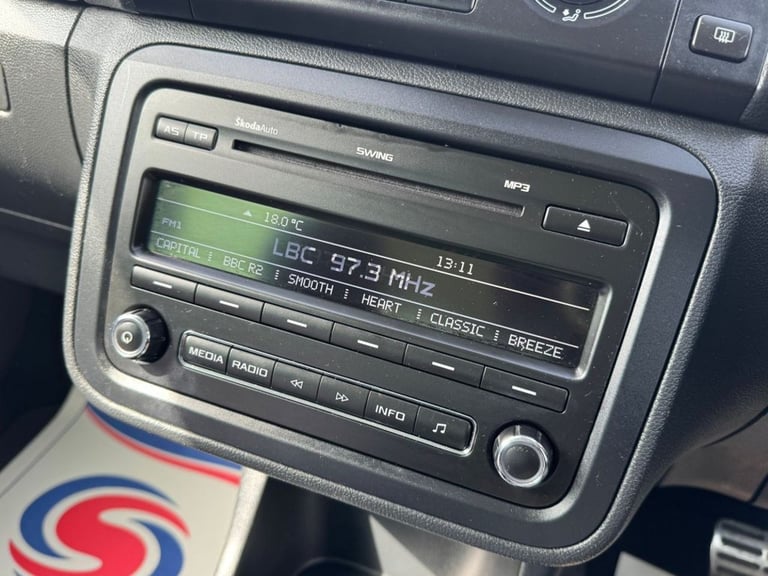 ŠkodaAuto
AS TP
SWING
MP3
18.0°C
FM1
LBC 97.3 MHz
13:11
CAPITAL BBC R2 SMOOTH HEART CLASSIC BREEZE
MEDIA RADIO INFO